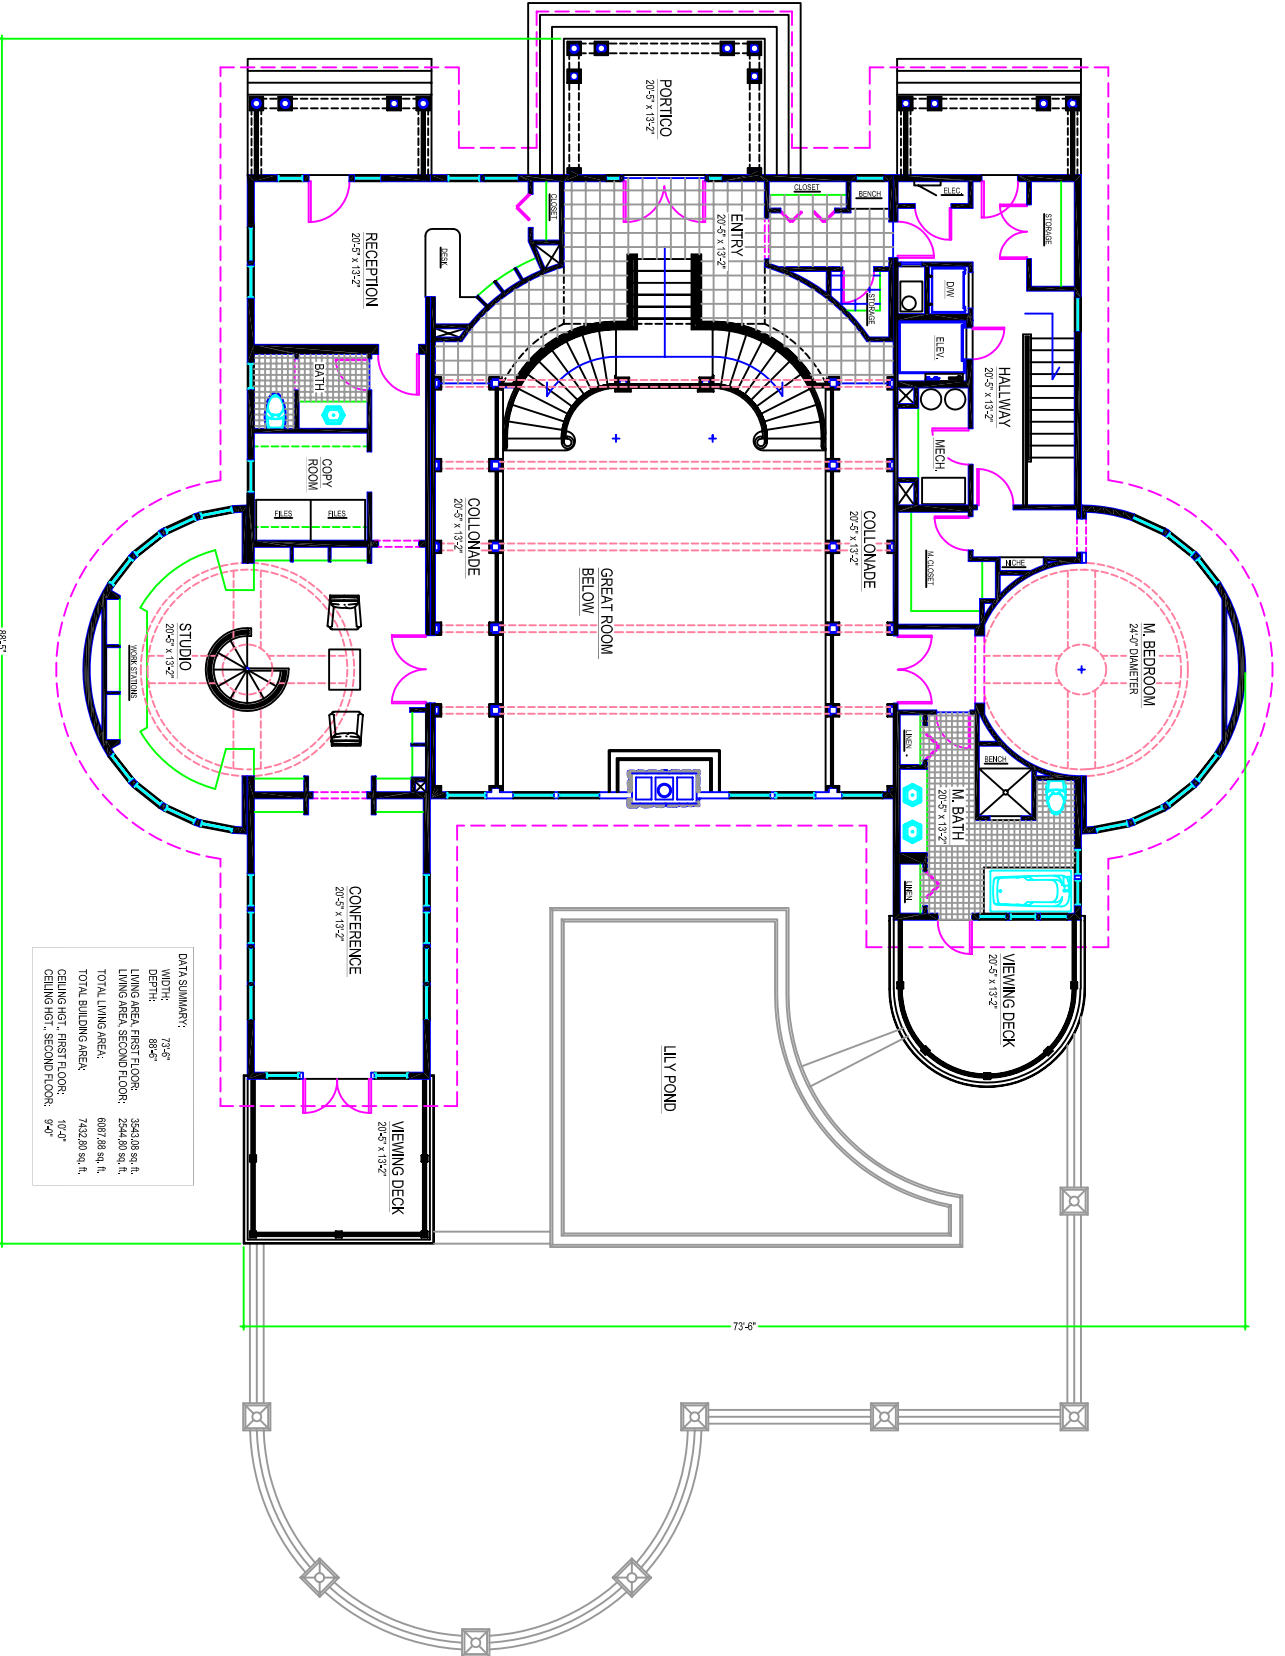 PORTICO
20'-5" x 13'-2"
CLOSET
BENCH
ELEC.
STORAGE
CLOSET
ENTRY
20'-5" x 13'-2"
RECEPTION
20'-5" x 13'-2"
DESK
STORAGE
D/W
ELEV.
HALLWAY
20'-5" x 13'-2"
BATH
MECH.
COPY
ROOM
FILES
FILES
COLLONADE
20'-5" x 13'-2"
COLLONADE
20'-5" x 13'-2"
GREAT ROOM
BELOW
M. CLOSET
NICHE
STUDIO
20'-5" x 13'-2"
WORK STATIONS
M. BEDROOM
24'-0" DIAMETER
88'-5"
LINEN
BENCH
M. BATH
20'-5" x 13'-2"
LINEN
CONFERENCE
20'-5" x 13'-2"
VIEWING DECK
20'-5" x 13'-2"
LILY POND
VIEWING DECK
20'-5" x 13'-2"
DATA SUMMARY:
WIDTH: 73'-6"
DEPTH: 88'-6"
LIVING AREA, FIRST FLOOR: 3543.08 sq. ft.
LIVING AREA, SECOND FLOOR: 2544.80 sq. ft.
TOTAL LIVING AREA: 6087.88 sq. ft.
TOTAL BUILDING AREA: 7432.80 sq. ft.
CEILING HGT., FIRST FLOOR: 10'-0"
CEILING HGT., SECOND FLOOR: 9'-0"
73'-6"